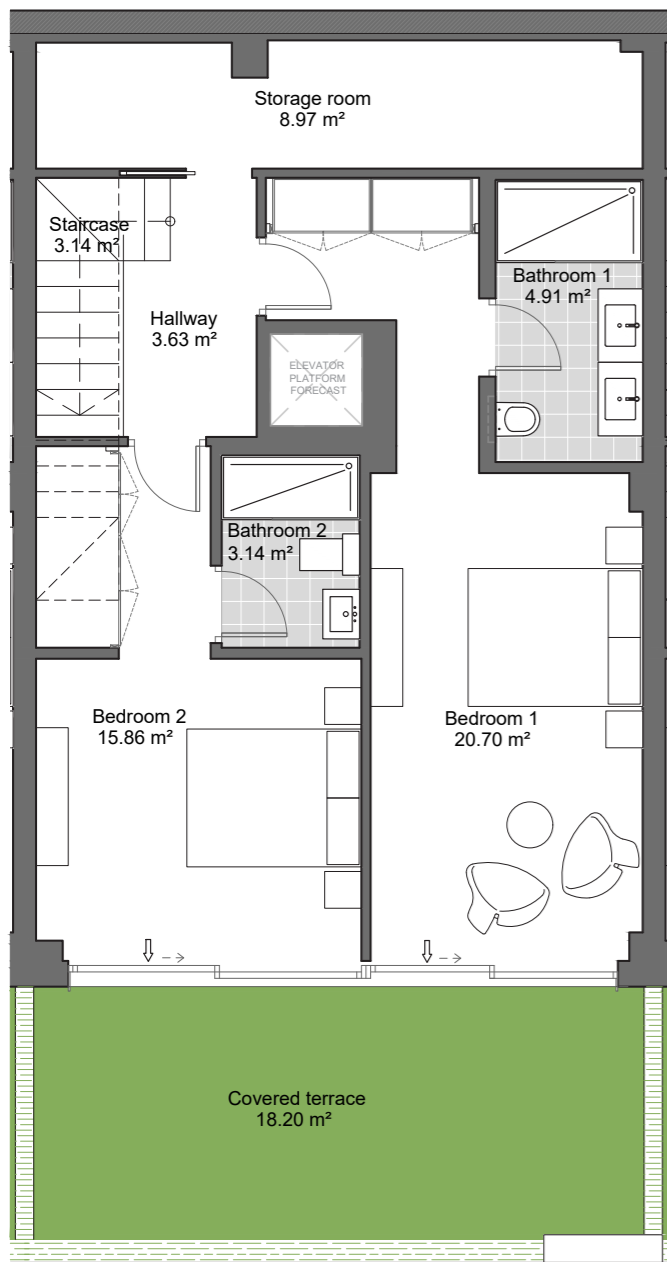 Storage room
8.97 m²
Staircase
3.14 m²
Bathroom 1
4.91 m²
Hallway
3.63 m²
ELEVATOR
PLATFORM
FORECAST
Bathroom 2
3.14 m²
Bedroom 2
15.86 m²
Bedroom 1
20.70 m²
Covered terrace
18.20 m²